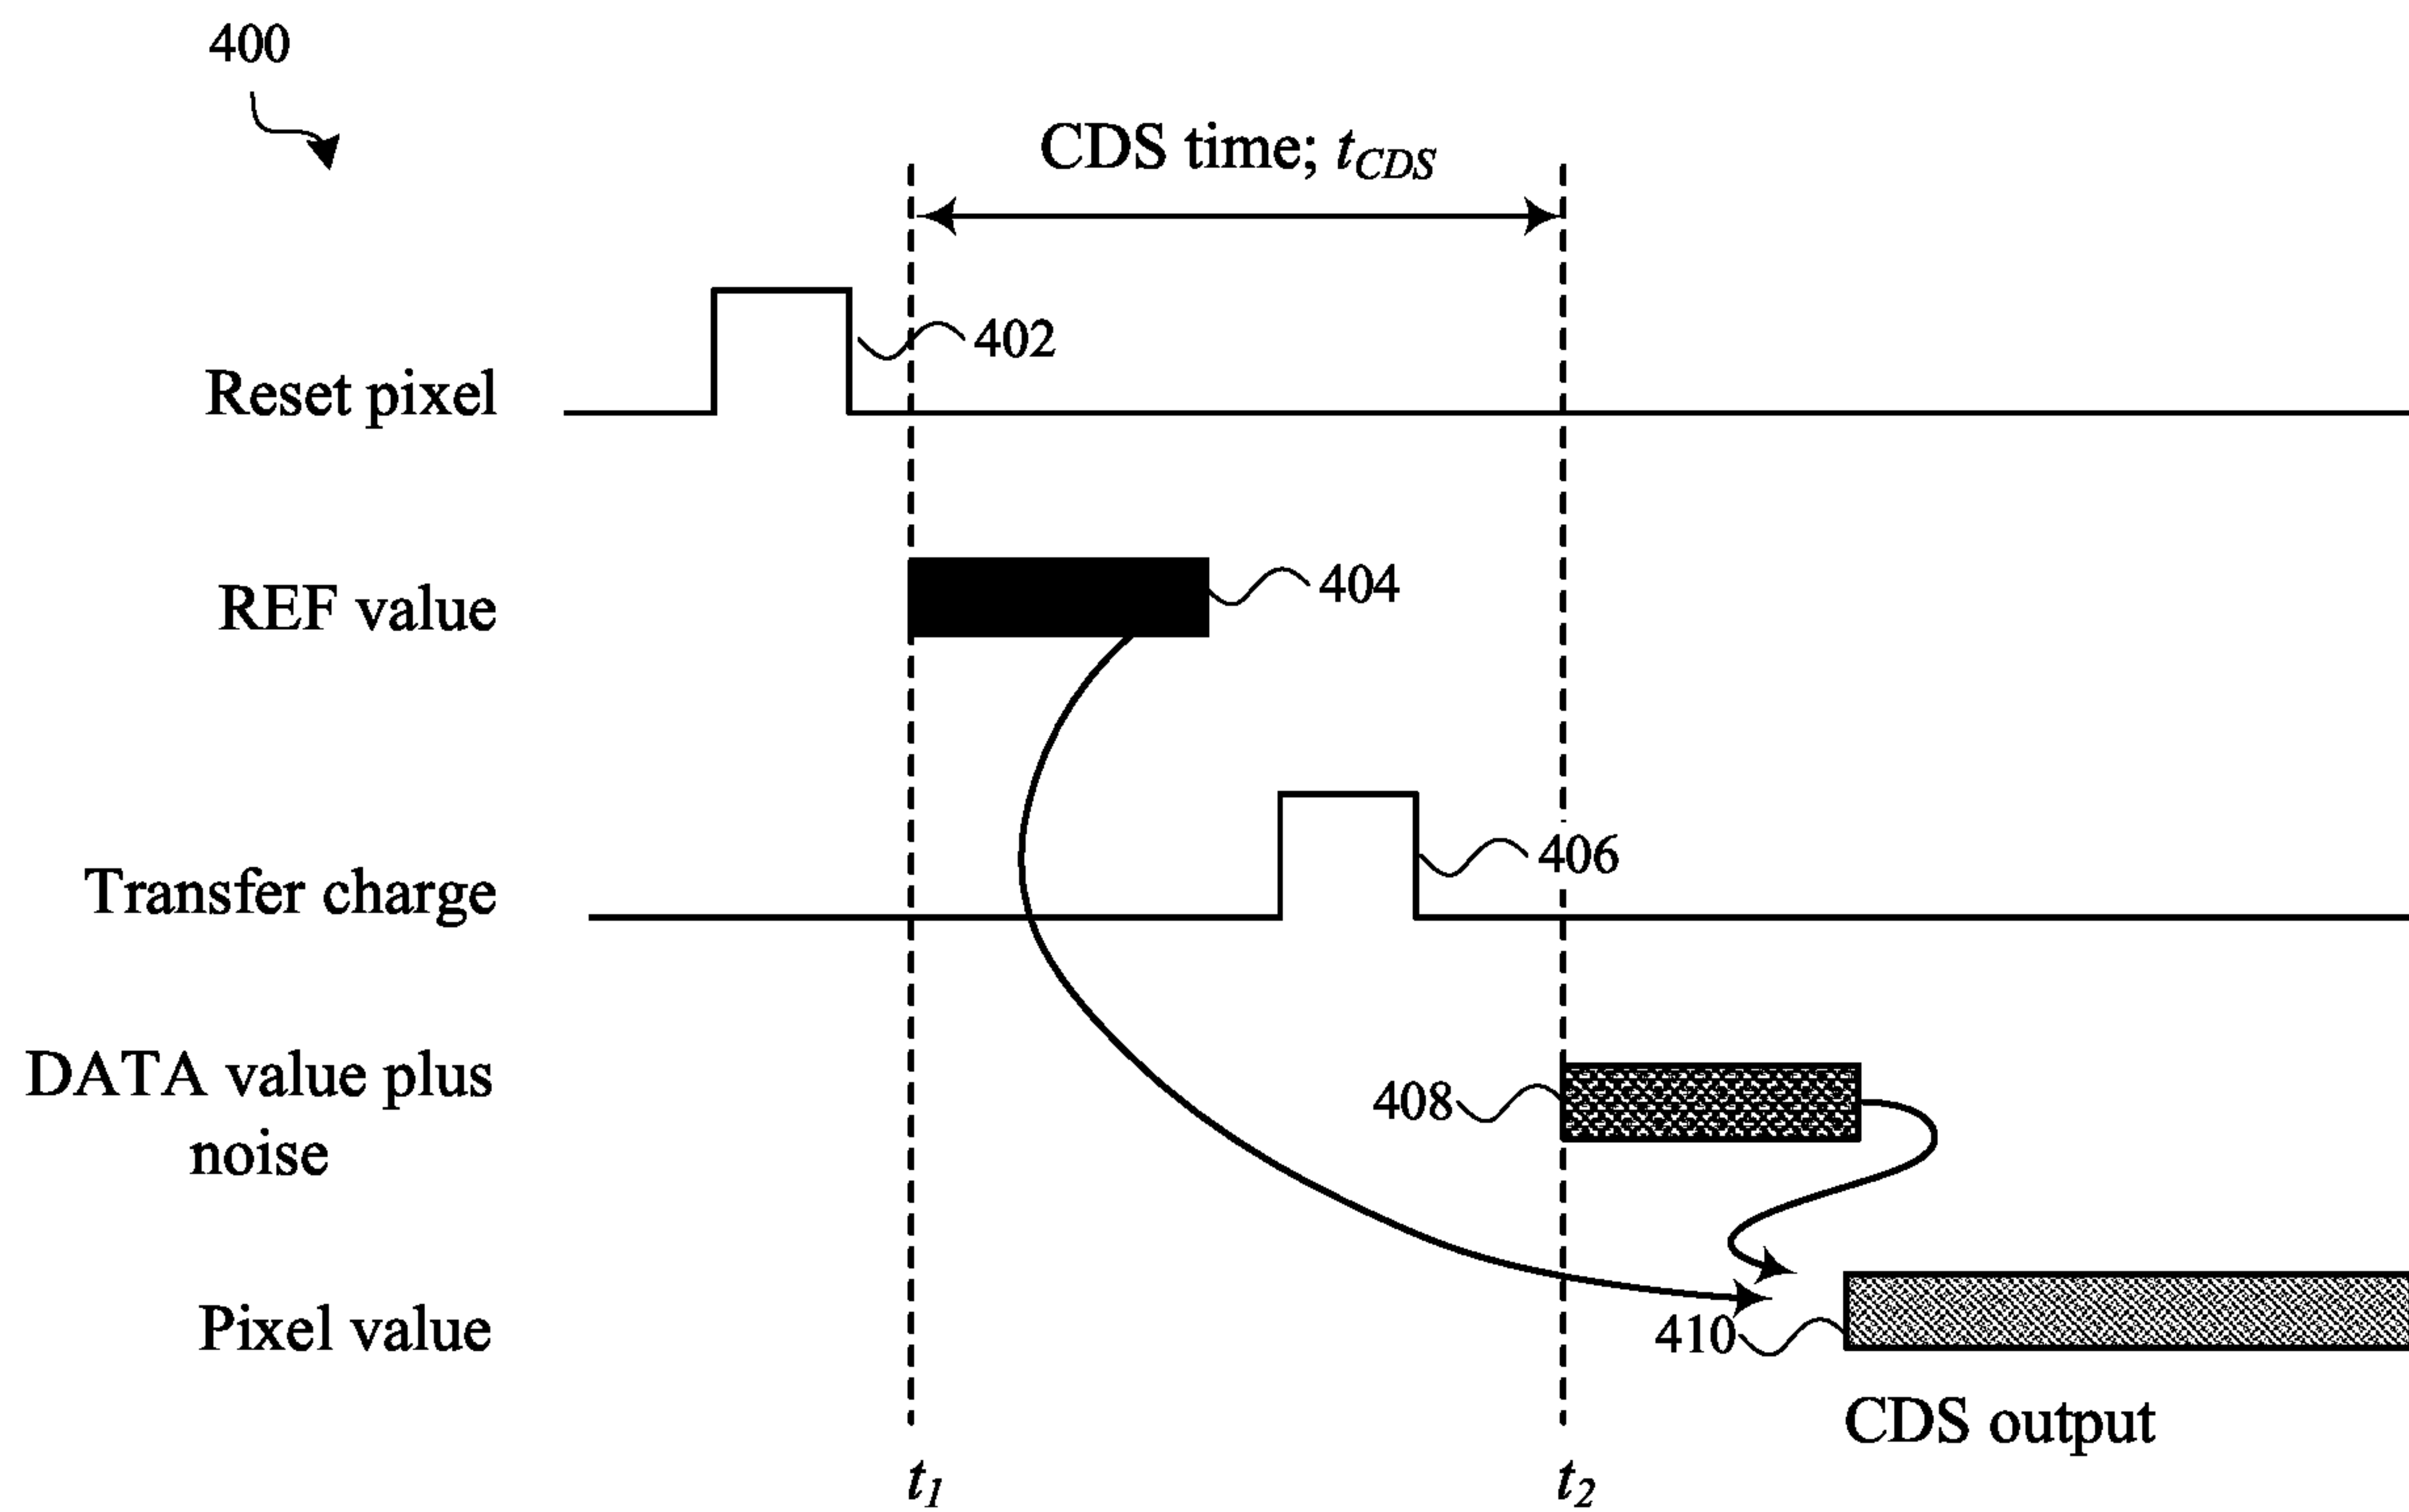 400
CDS time; tCDS
402
Reset pixel
REF value
404
Transfer charge
406
DATA value plus
noise
408
Pixel value
410
CDS output
t1
t2